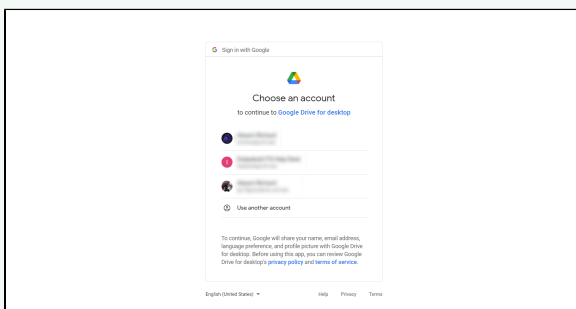 Sign in with Google
Choose an account
to continue to Google Drive for desktop
Use another account
To continue, Google will share your name, email address,
language preference, and profile picture with Google Drive
for desktop. Before using this app, you can review Google
Drive for desktop's privacy policy and terms of service.
English (United States)
Help Privacy Terms